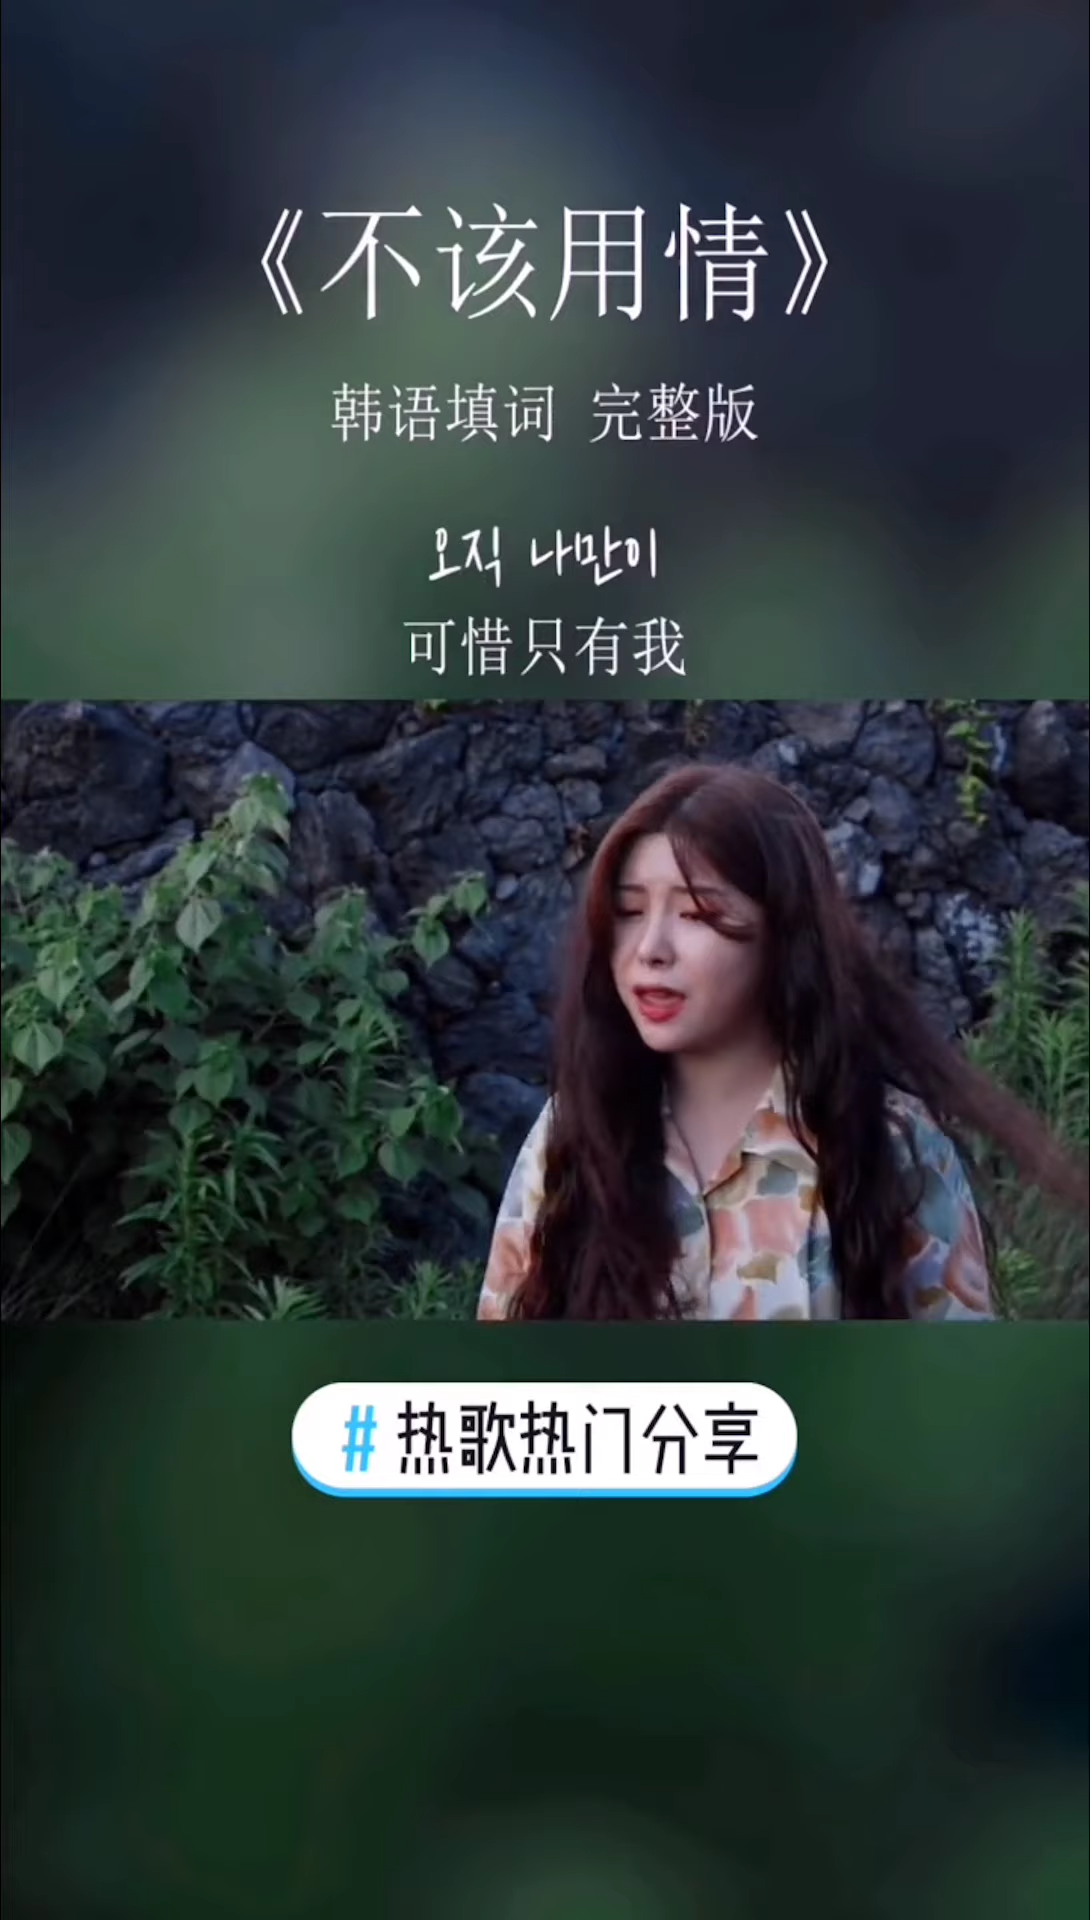 《不该用情》
韩语填词 完整版
오직 나만이
可惜只有我
# 热歌热门分享